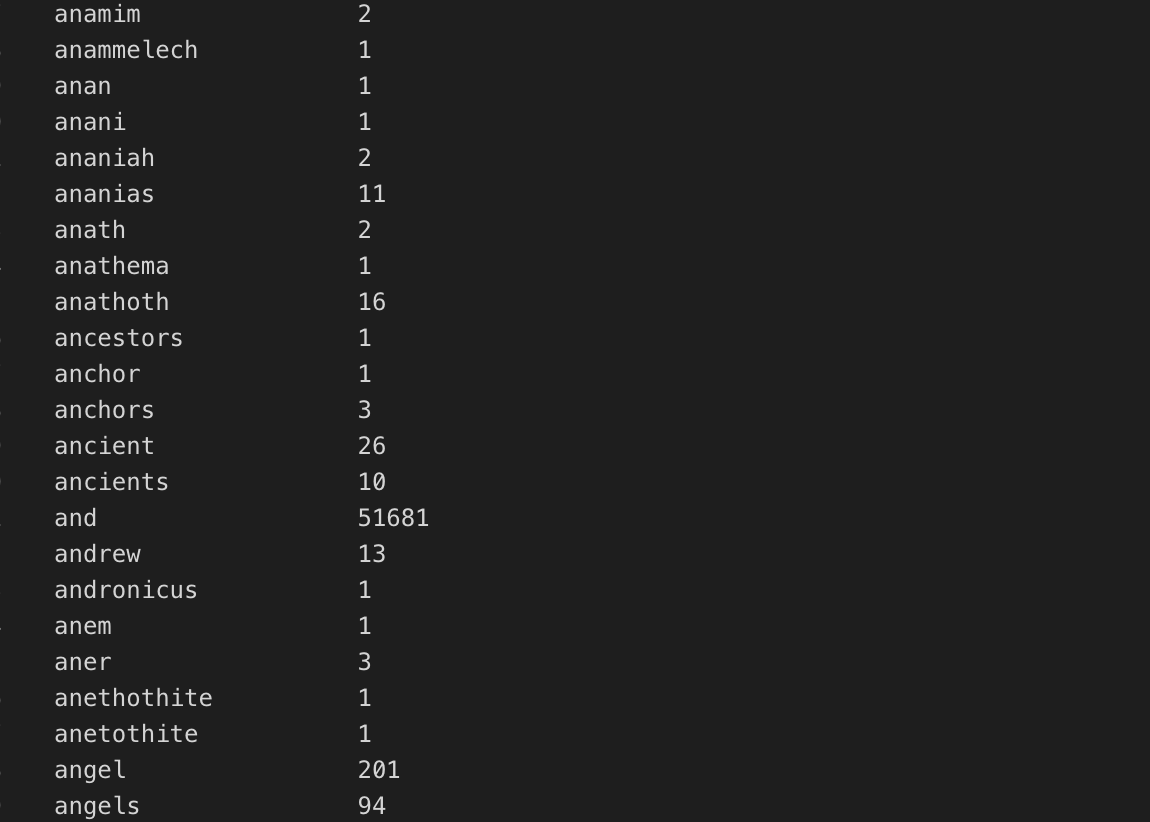 anamim 2
anammelech 1
anan 1
anani 1
ananiah 2
ananias 11
anath 2
anathema 1
anathoth 16
ancestors 1
anchor 1
anchors 3
ancient 26
ancients 10
and 51681
andrew 13
andronicus 1
anem 1
aner 3
anethothite 1
anetothite 1
angel 201
angels 94